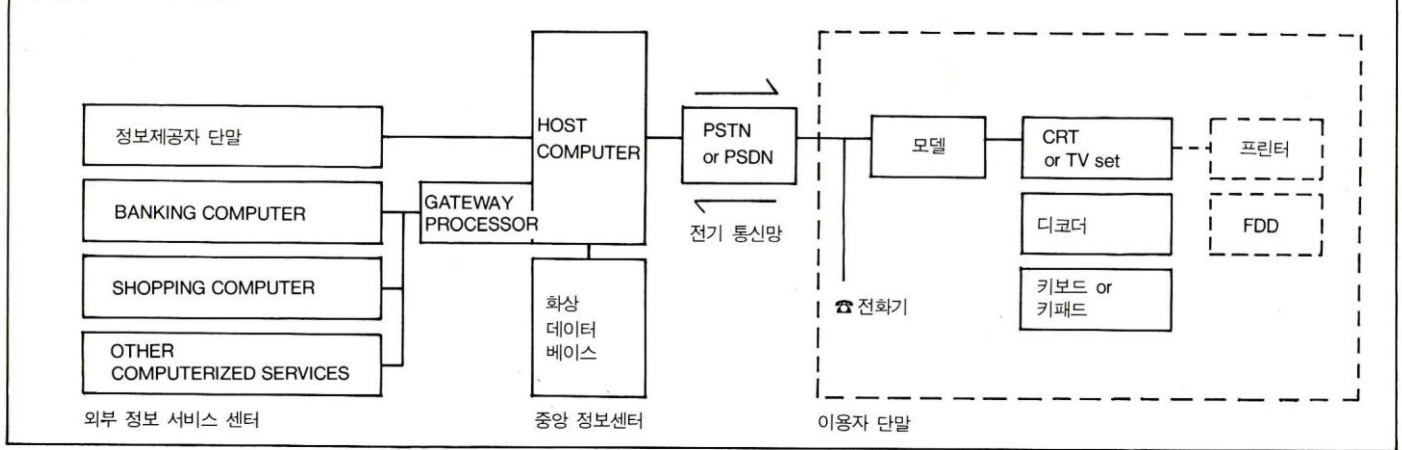 정보제공자 단말
BANKING COMPUTER
SHOPPING COMPUTER
OTHER
COMPUTERIZED SERVICES
외부 정보 서비스 센터
GATEWAY
PROCESSOR
HOST
COMPUTER
화상
데이터
베이스
중앙 정보센터
PSTN
or PSDN
전기 통신망
☎ 전화기
모델
CRT
or TV set
디코더
키보드 or
키패드
프린터
FDD
이용자 단말